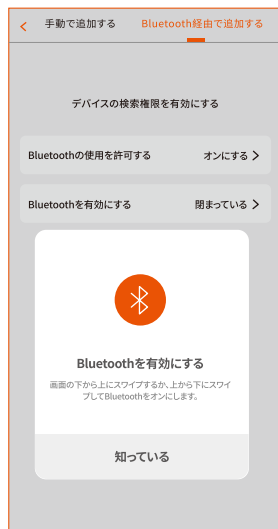 手動で追加する Bluetooth経由で追加する
デバイスの検索権限を有効にする
Bluetoothの使用を許可する オンにする
Bluetoothを有効にする 閉まっている
Bluetoothを有効にする
画面の下から上にスワイプするか、上から下にスワイ
プしてBluetoothをオンにします。
知っている